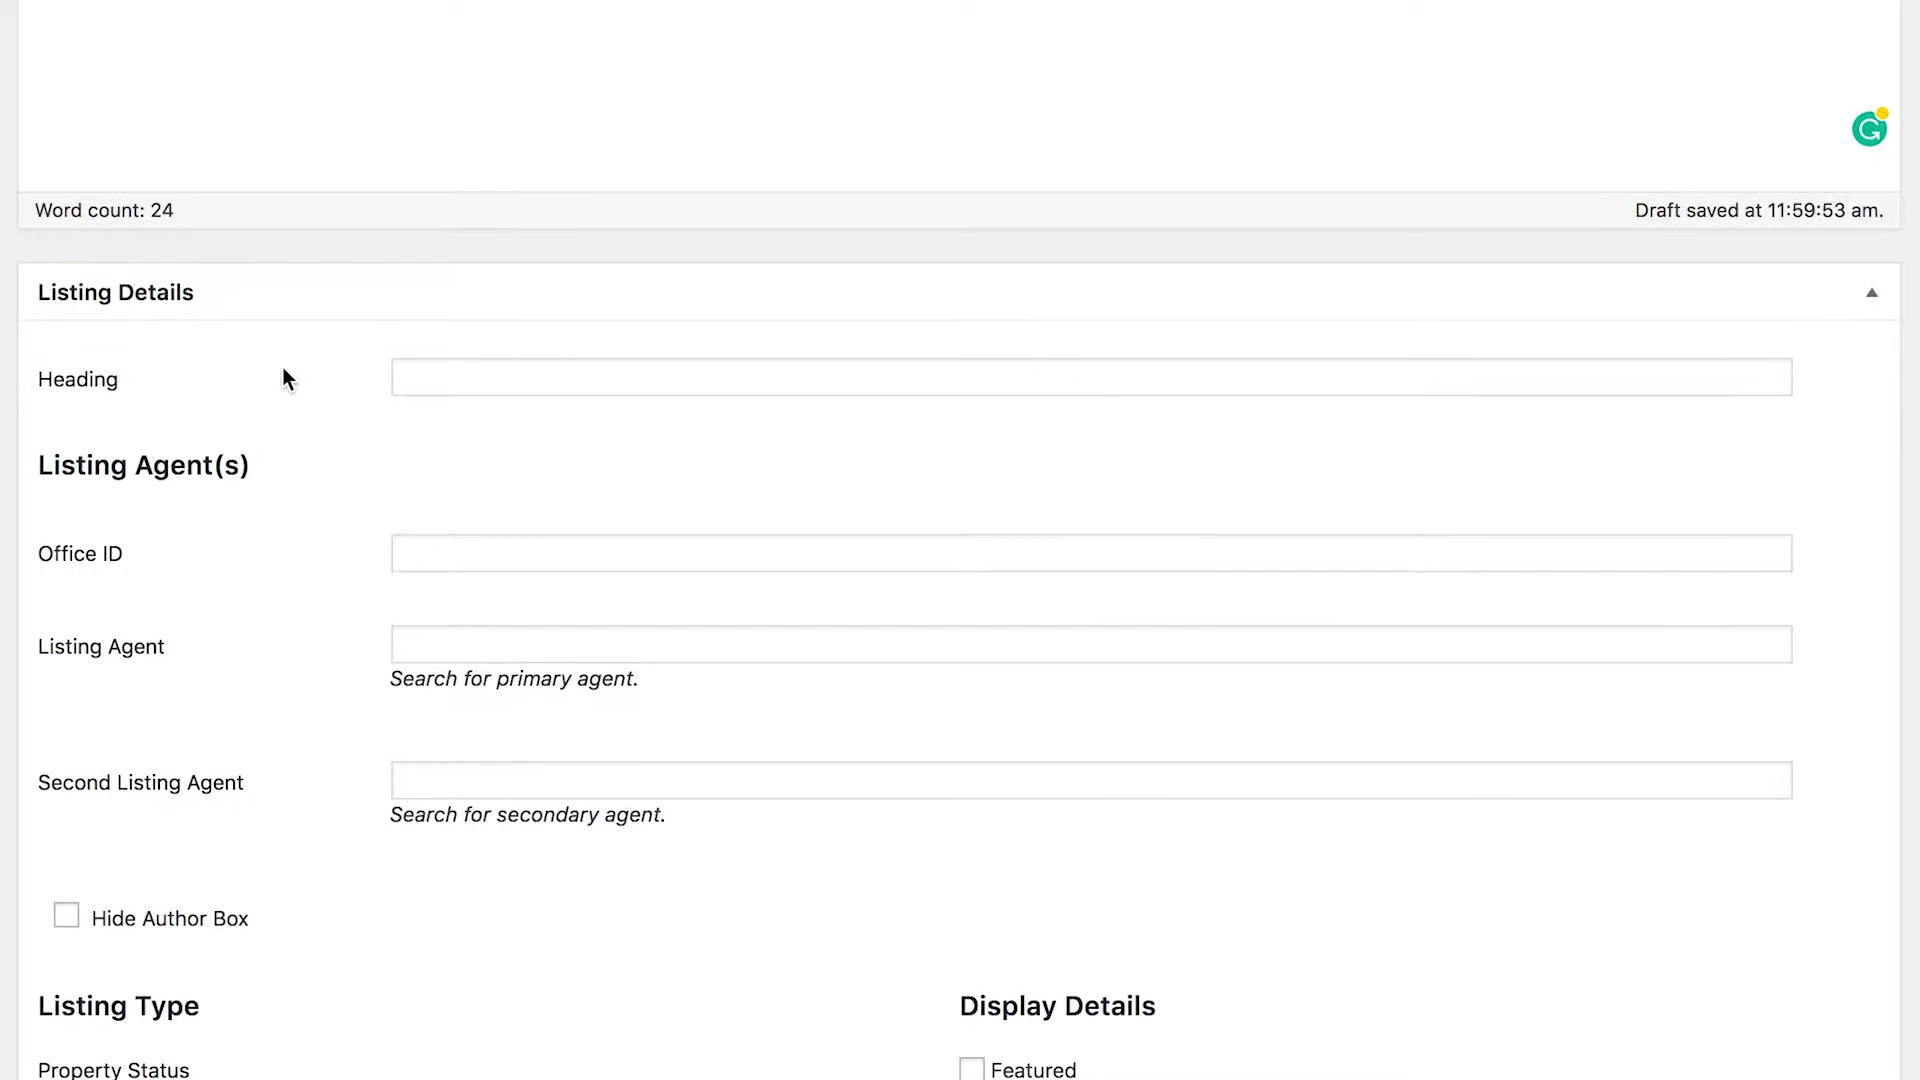 Word count: 24
Draft saved at 11:59:53 am.
Listing Details
Heading
Listing Agent(s)
Office ID
Listing Agent
Search for primary agent.
Second Listing Agent
Search for secondary agent.
Hide Author Box
Listing Type
Display Details
Property Status
Featured